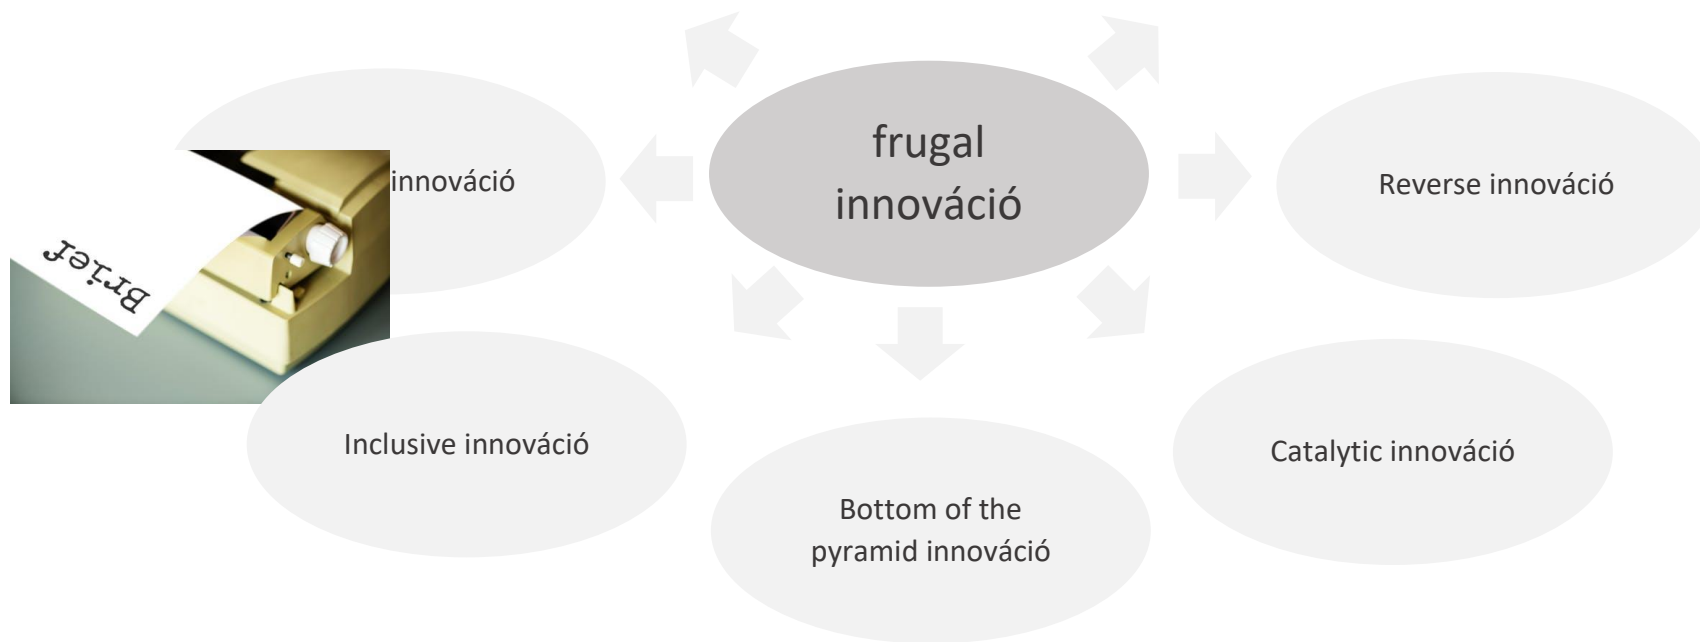 frugal
innováció
innováció
Reverse innováció
Brief
Inclusive innováció
Catalytic innováció
Bottom of the
pyramid innováció